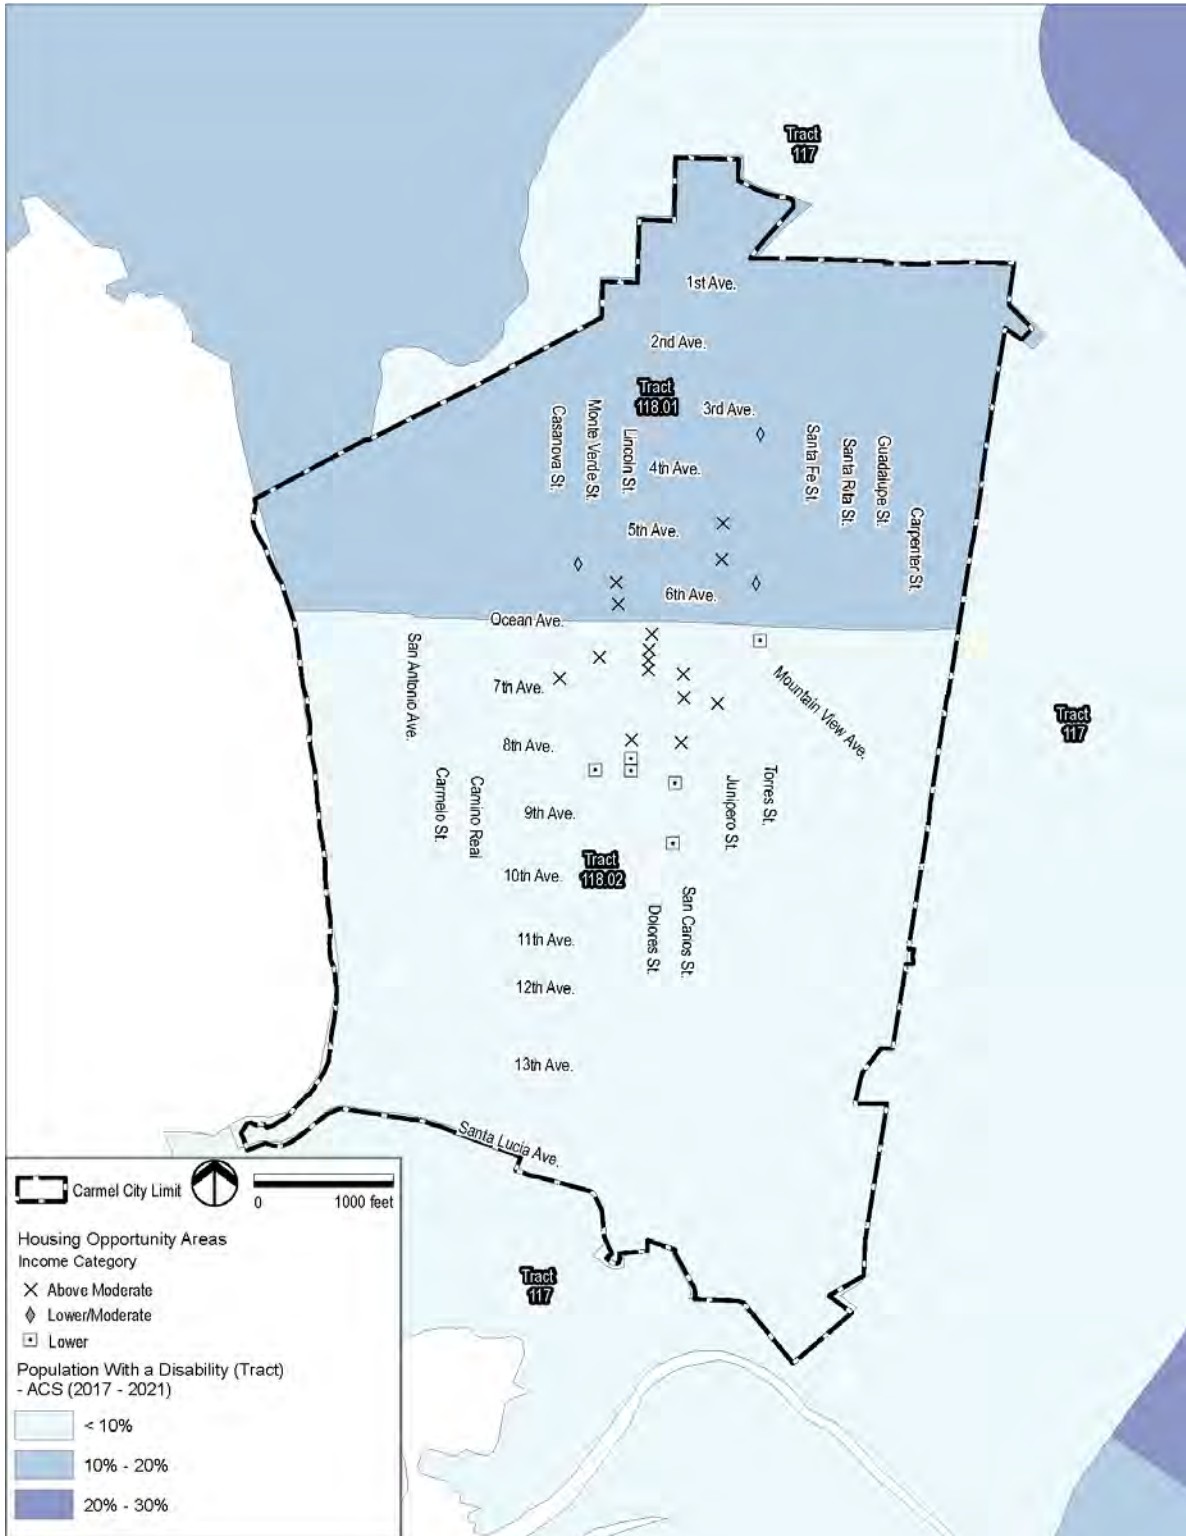 Tract
117
1st Ave.
2nd Ave.
Tract
118.01
3rd Ave.
Casanova St.
Monte Verde St.
Lincoln St.
4th Ave.
Santa Fe St.
Santa Rita St.
Guadalupe St.
Carpenter St.
5th Ave.
6th Ave.
Ocean Ave.
San Antonio Ave.
7th Ave.
Mountain View Ave.
Tract
117
8th Ave.
Carmelo St.
Camino Real
9th Ave.
Junipero St.
Torres St.
Tract
118.02
10th Ave.
Dolores St.
San Carlos St.
11th Ave.
12th Ave.
13th Ave.
Santa Lucia Ave.
Tract
117
Carmel City Limit
0 1000 feet
Housing Opportunity Areas
Income Category
Above Moderate
Lower/Moderate
Lower
Population With a Disability (Tract)
- ACS (2017 - 2021)
< 10%
10% - 20%
20% - 30%